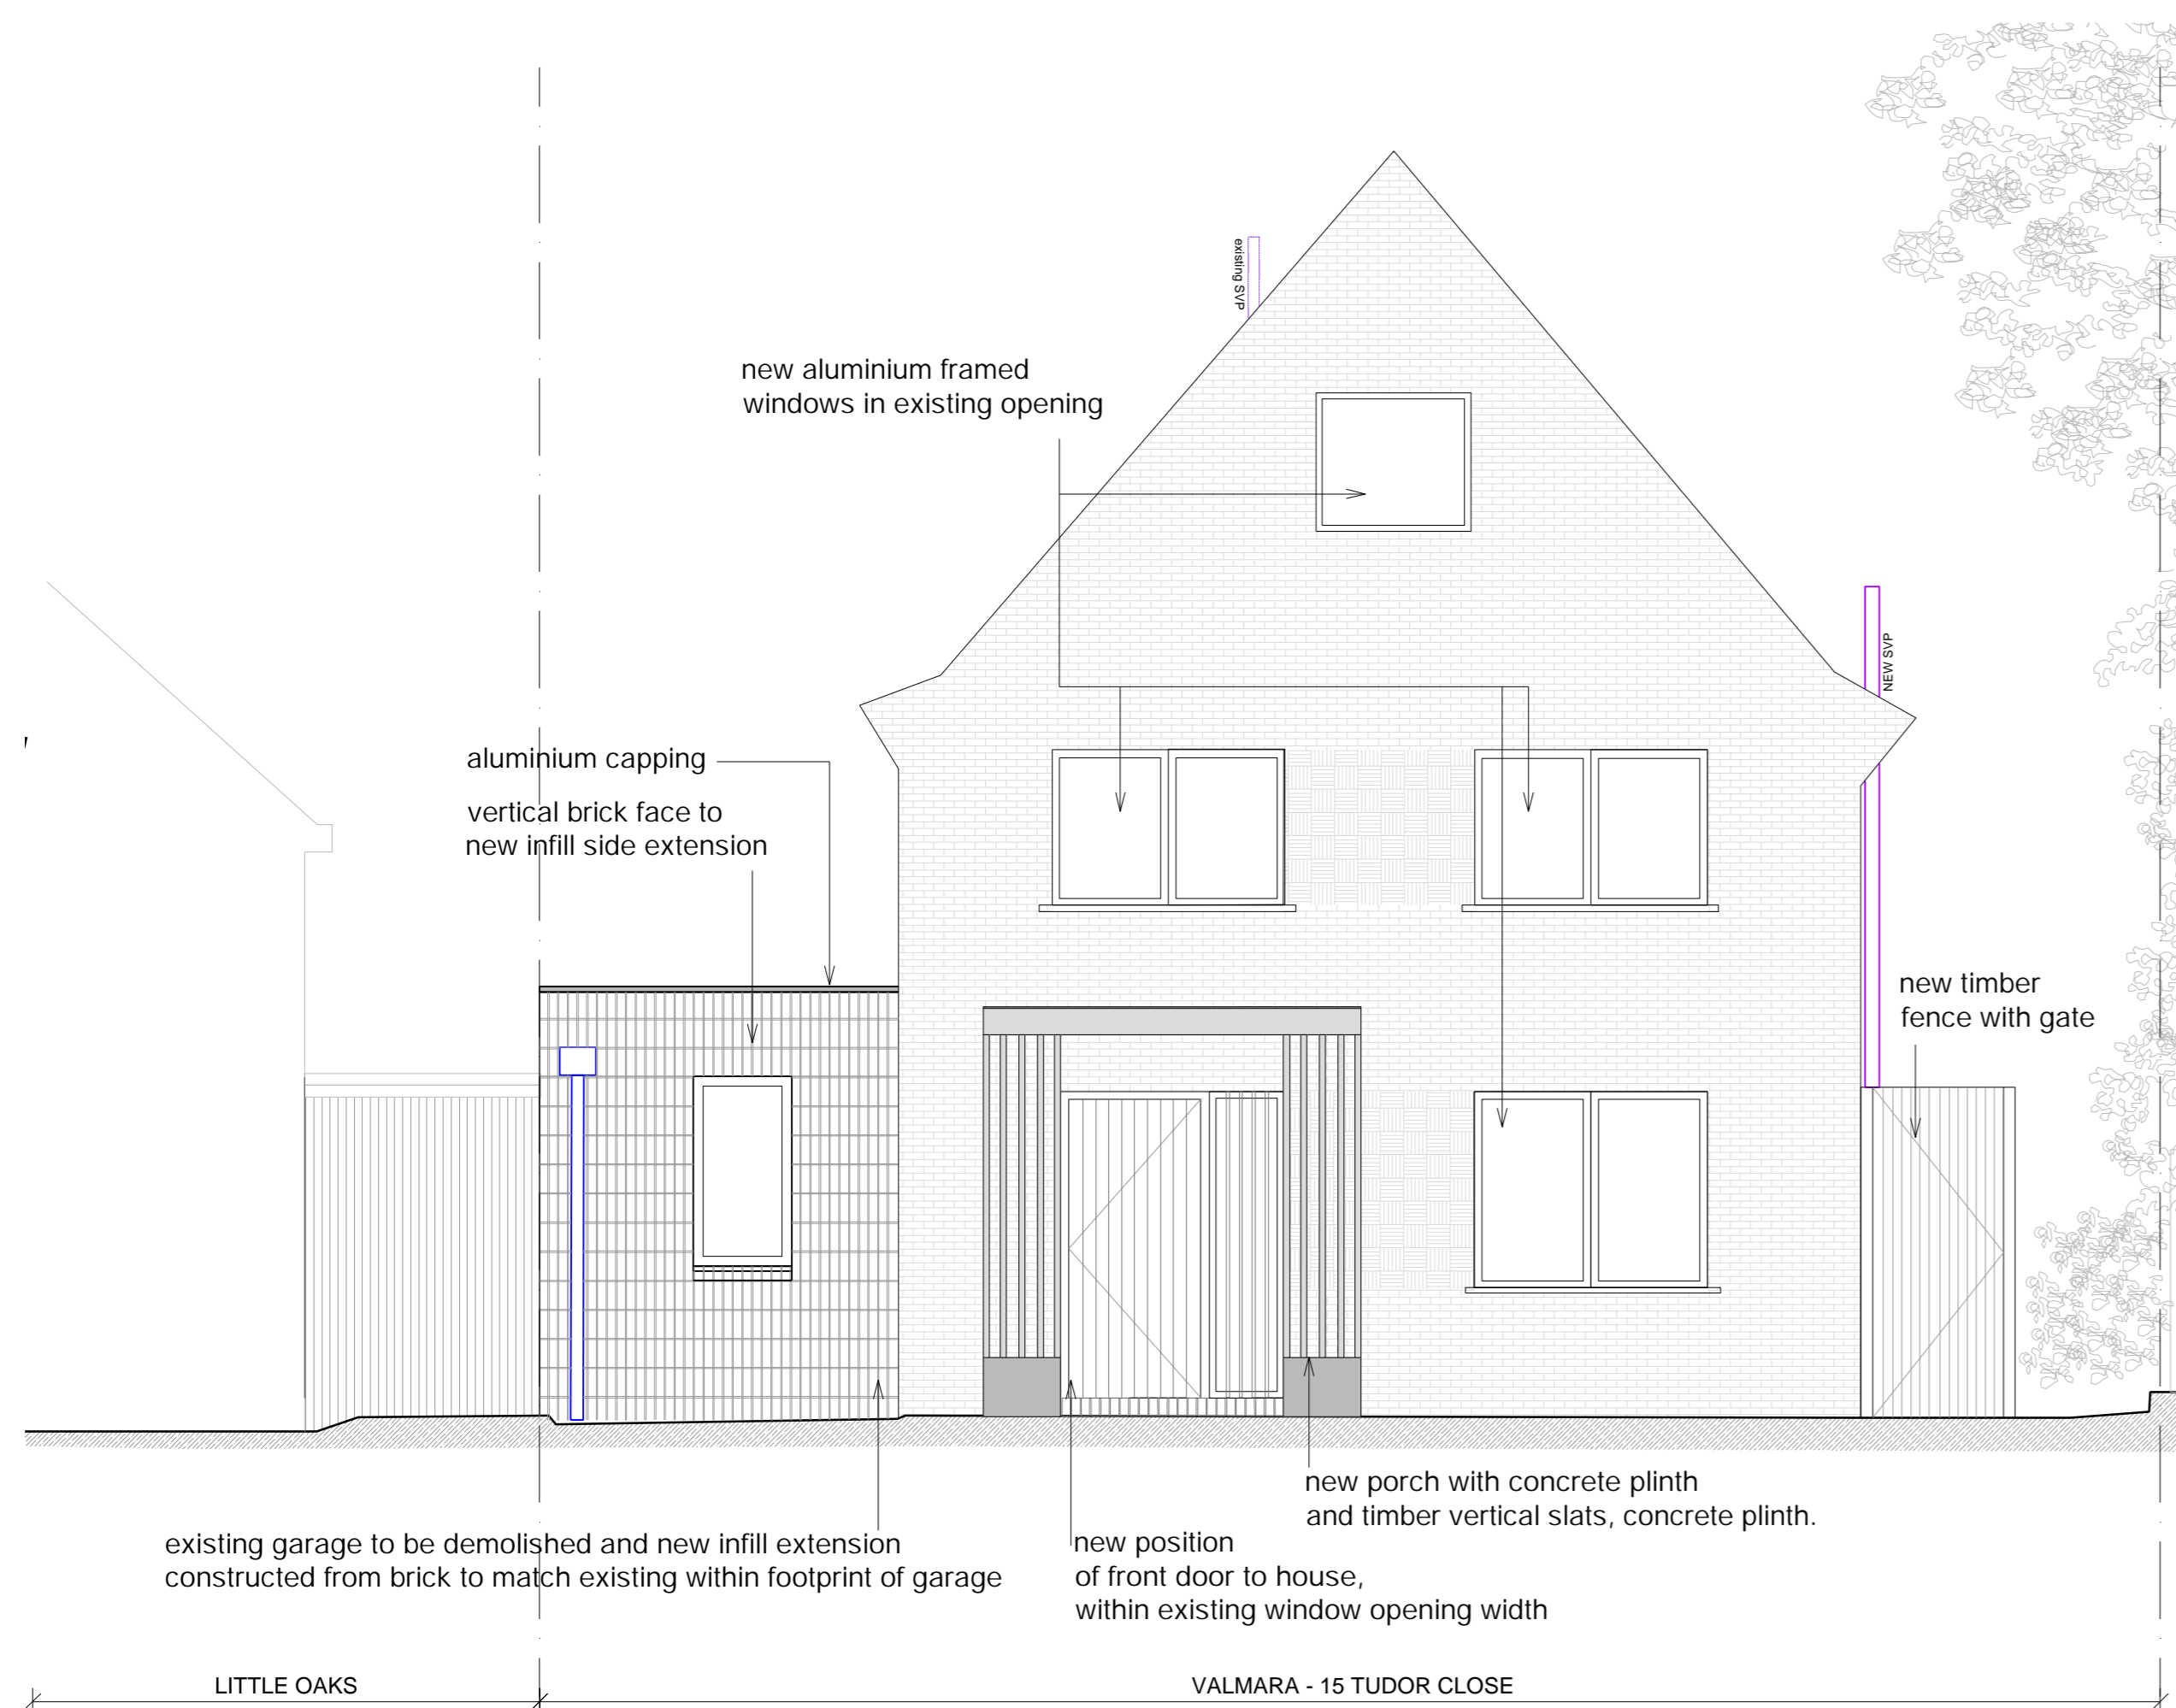 existing SVP
new aluminium framed
windows in existing opening
NEW SVP
aluminium capping
vertical brick face to
new infill side extension
new timber
fence with gate
new porch with concrete plinth
and timber vertical slats, concrete plinth.
existing garage to be demolished and new infill extension
constructed from brick to match existing within footprint of garage
new position
of front door to house,
within existing window opening width
LITTLE OAKS
VALMARA - 15 TUDOR CLOSE